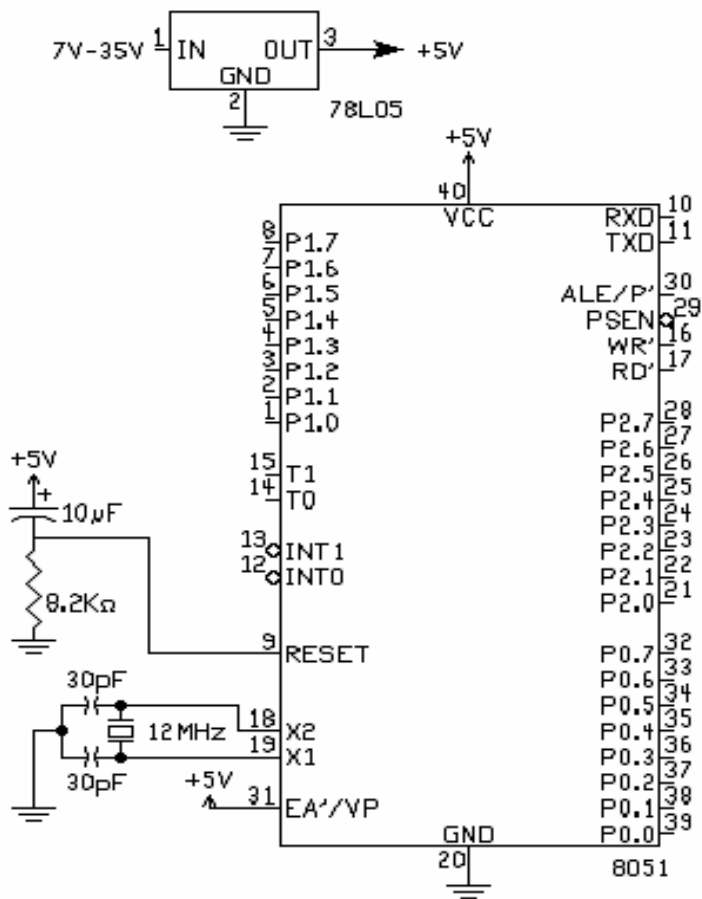 7V-35V 1 IN OUT 3 +5V
GND
2
78L05
+5V
40
VCC
RXD 10
TXD 11
8 P1.7
7 P1.6
6 P1.5
5 P1.4
4 P1.3
3 P1.2
2 P1.1
1 P1.0
ALE/P' 30
PSEN 29
WR' 16
RD' 17
P2.7 28
P2.6 27
P2.5 26
P2.4 25
P2.3 24
P2.2 23
P2.1 22
P2.0 21
15 T1
14 T0
13 INT1
12 INT0
+5V
+
10μF
8.2KΩ
9 RESET
30pF
12MHz
30pF
18 X2
19 X1
+5V
31 EA'/VP
P0.7 32
P0.6 33
P0.5 34
P0.4 35
P0.3 36
P0.2 37
P0.1 38
P0.0 39
GND
20
8051